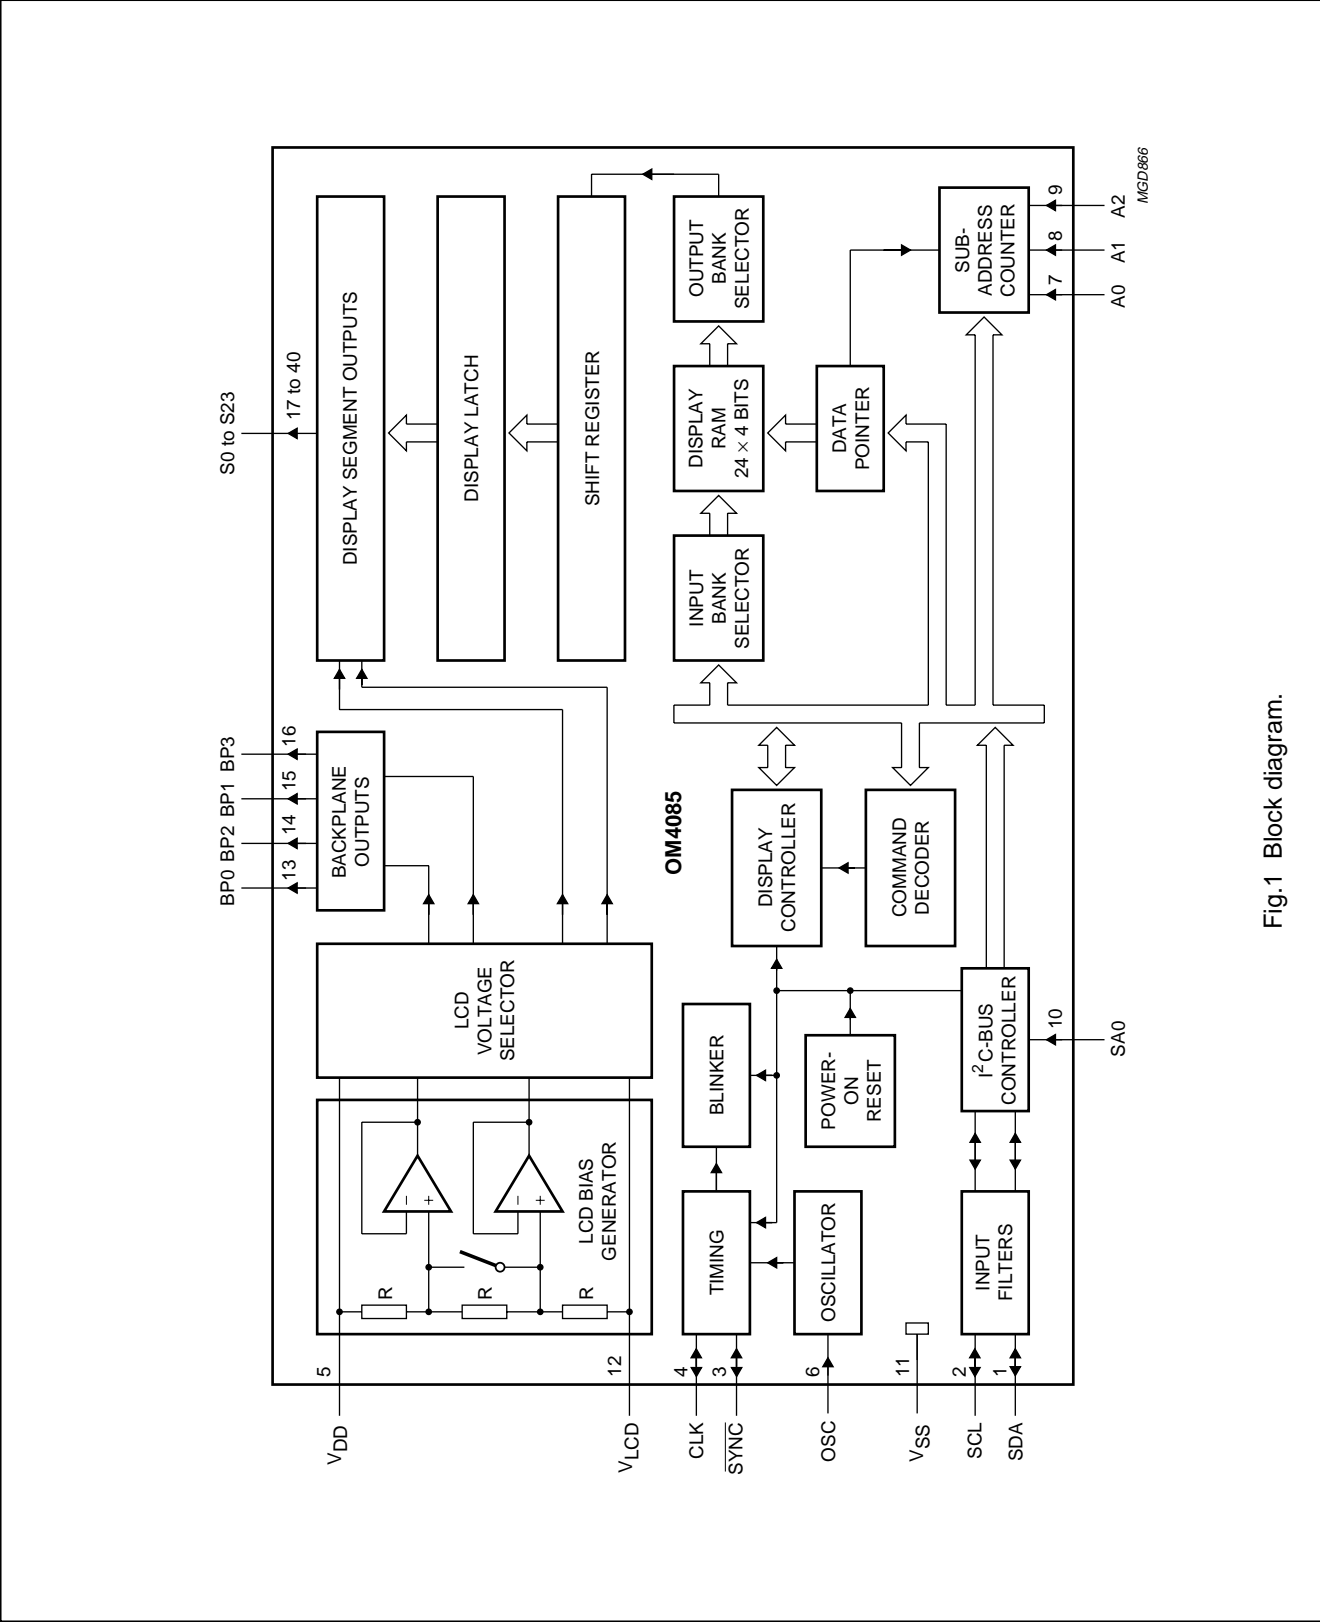 BP0 BP2 BP1 BP3
S0 to S23
13 14 15 16
17 to 40
VDD
5
BACKPLANE
OUTPUTS
DISPLAY SEGMENT OUTPUTS
R
R
R
LCD BIAS
GENERATOR
− +
− +
LCD
VOLTAGE
SELECTOR
DISPLAY LATCH
SHIFT REGISTER
VLCD
12
OM4085
CLK
4
SYNC
3
TIMING
BLINKER
DISPLAY
CONTROLLER
INPUT
BANK
SELECTOR
DISPLAY
RAM
24 × 4 BITS
OUTPUT
BANK
SELECTOR
OSC
6
OSCILLATOR
POWER-
ON
RESET
COMMAND
DECODER
DATA
POINTER
VSS
11
SCL
2
SDA
1
INPUT
FILTERS
I2C-BUS
CONTROLLER
SUB-
ADDRESS
COUNTER
10
7 8 9
SA0
A0 A1 A2
MGD866
Fig.1 Block diagram.